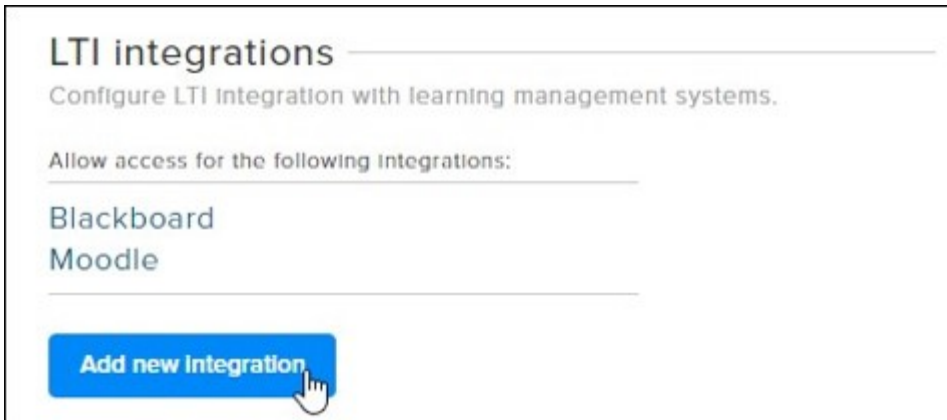 LTI integrations
Configure LTI integration with learning management systems.
Allow access for the following integrations:
Blackboard
Moodle
Add new integration